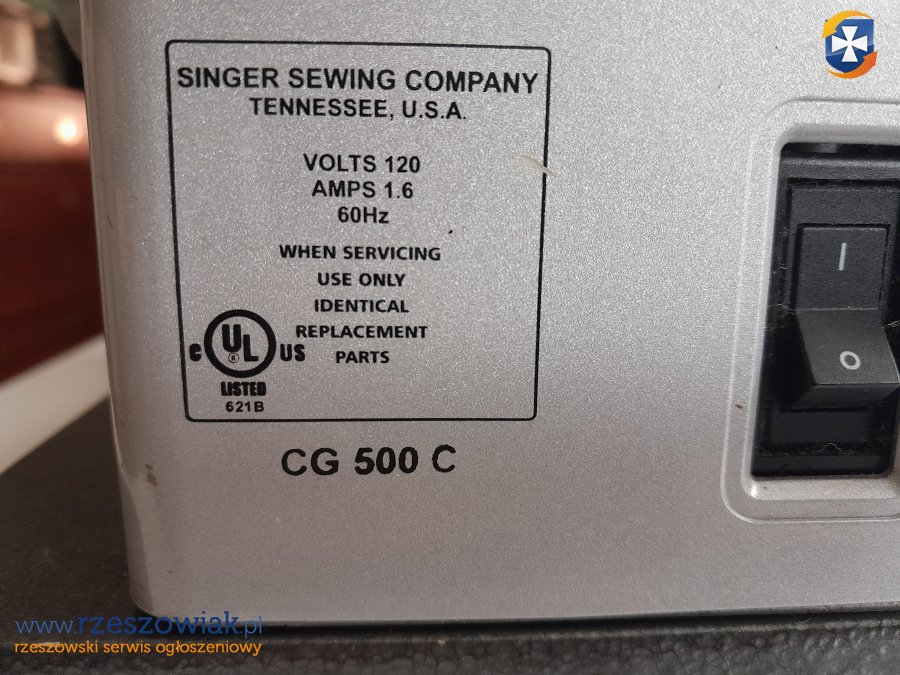 SINGER SEWING COMPANY
TENNESSEE, U.S.A.
VOLTS 120
AMPS 1.6
60Hz
WHEN SERVICING
USE ONLY
IDENTICAL
REPLACEMENT
PARTS
C UL ® US
LISTED
621B
CG 500 C
I
O
www.rzeszowiak.pl
rzeszowski serwis ogłoszeniowy